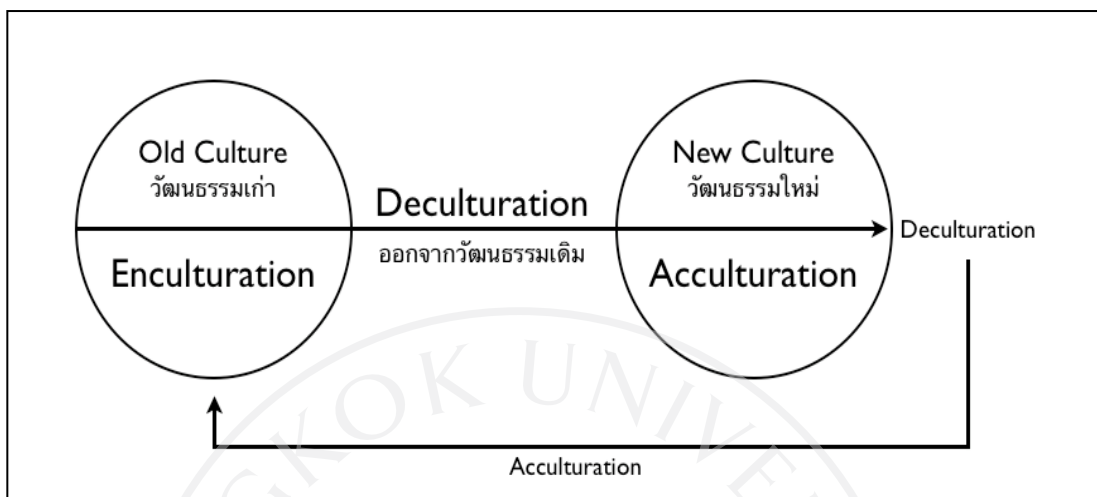 Old Culture
วัฒนธรรมเก่า
Enculturation
Deculturation
ออกจากวัฒนธรรมเดิม
New Culture
วัฒนธรรมใหม่
Acculturation
Deculturation
Acculturation
GKOK UNIVE